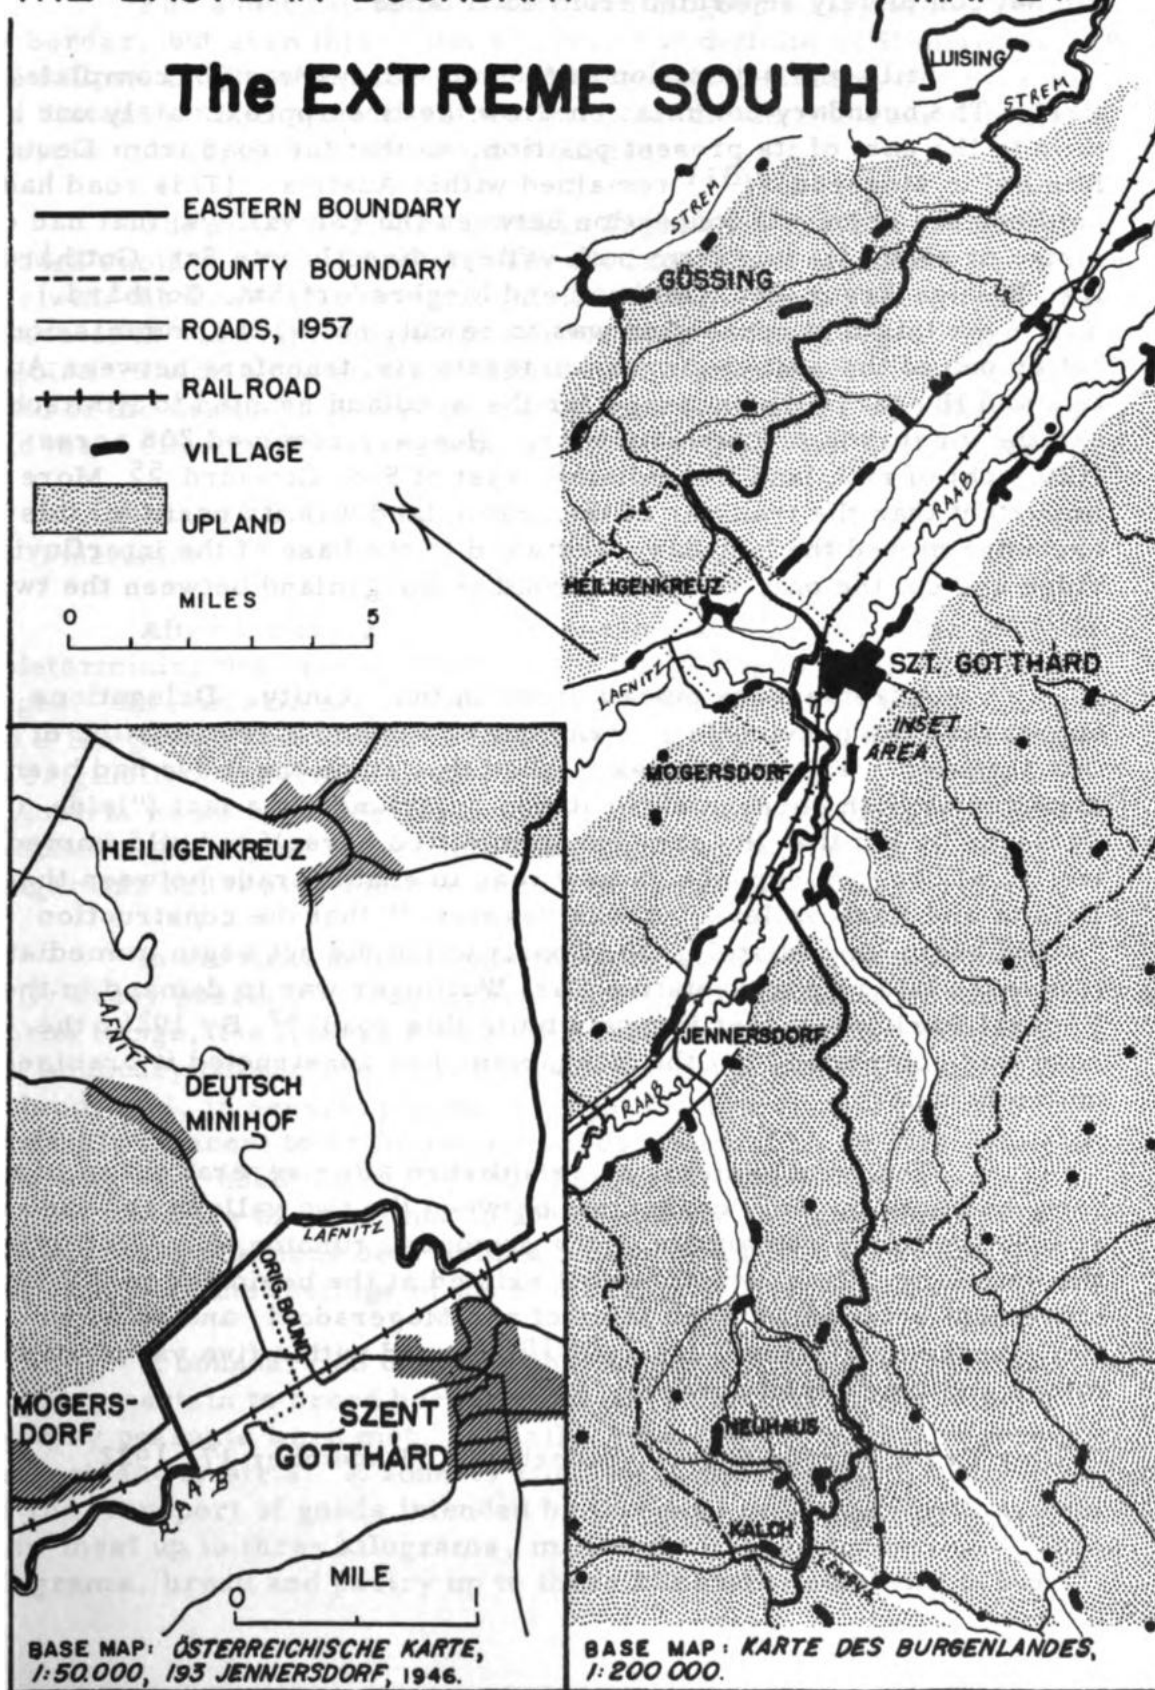 The EXTREME SOUTH
EASTERN BOUNDARY
COUNTY BOUNDARY
ROADS, 1957
RAILROAD
VILLAGE
UPLAND
MILES
0 5
LUISING
STREM
STREM
GÜSSING
RAAB
HEILIGENKREUZ
LAFNITZ
SZT. GOTTHARD
INSET
AREA
MOGERSDORF
JENNERSDORF
RAAB
NEUHAUS
KALCH
HEILIGENKREUZ
LAFNITZ
DEUTSCH
MINIHOF
LAFNITZ
ORIG. BOUND.
MOGERS-
DORF
SZENT
GOTTHARD
RAAB
MILE
0 1
BASE MAP: ÖSTERREICHISCHE KARTE,
1:50.000, 193 JENNERSDORF, 1946.
BASE MAP: KARTE DES BURGENLANDES,
1:200 000.